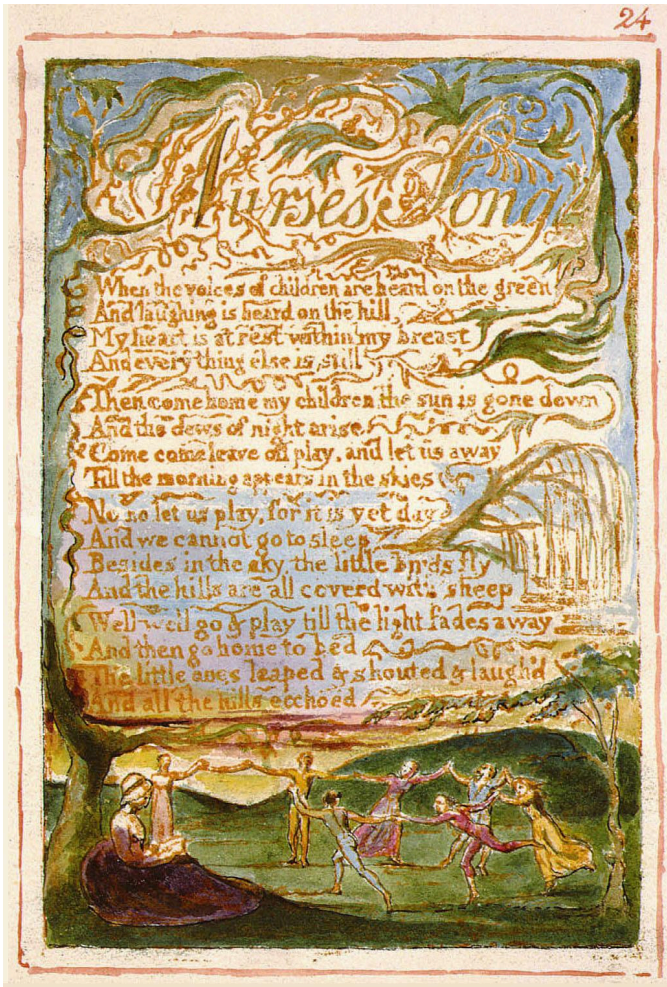 24
Nurses Song
When the voices of children are heard on the green
And laughing is heard on the hill,
My heart is at rest within my breast
And every thing else is still
Then come home my children the sun is gone down
And the dews of night arise
Come come leave off play, and let us away
Till the morning appears in the skies
No no let us play, for it is yet day
And we cannot go to sleep
Besides in the sky, the little birds fly
And the hills are all coverd with sheep
Well well go & play till the light fades away
And then go home to bed
The little ones leaped & shouted & laugh'd
And all the hills ecchoed